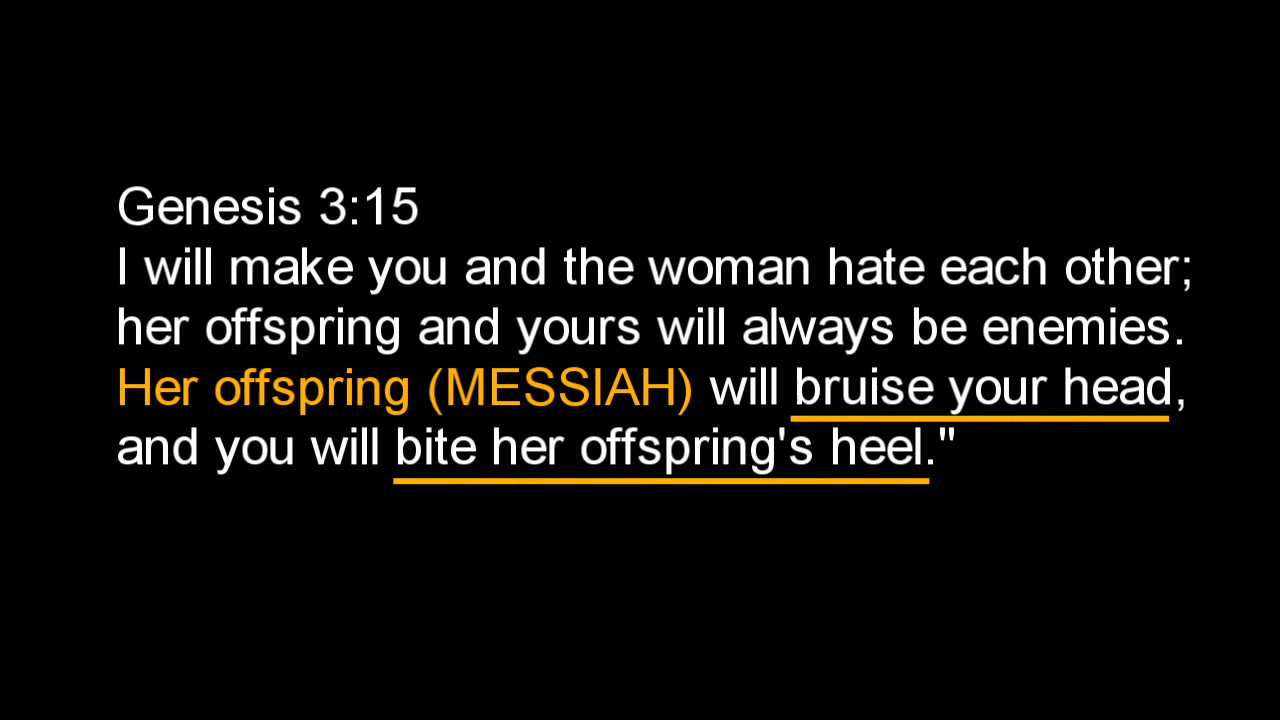 Genesis 3:15
I will make you and the woman hate each other;
her offspring and yours will always be enemies.
Her offspring (MESSIAH) will bruise your head,
and you will bite her offspring's heel."